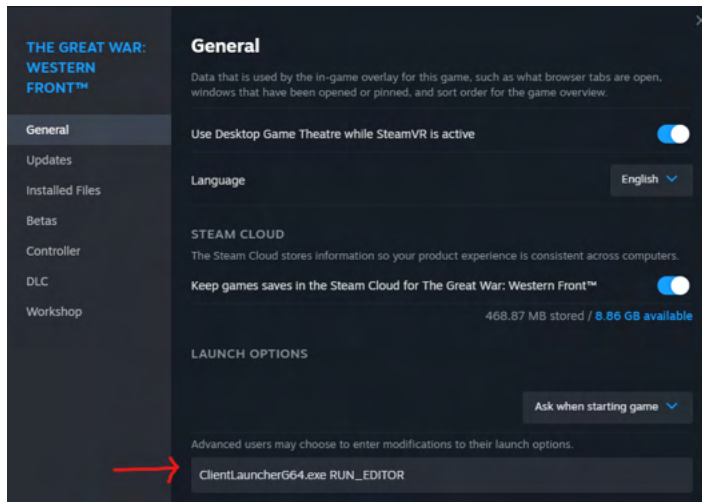 THE GREAT WAR:
WESTERN
FRONT™
General
Updates
Installed Files
Betas
Controller
DLC
Workshop
General
Data that is used by the in-game overlay for this game, such as what browser tabs are open,
windows that have been opened or pinned, and sort order for the game overview.
Use Desktop Game Theatre while SteamVR is active
Language
English
STEAM CLOUD
The Steam Cloud stores information so your product experience is consistent across computers.
Keep games saves in the Steam Cloud for The Great War: Western Front™
468.87 MB stored / 8.86 GB available
LAUNCH OPTIONS
Ask when starting game
Advanced users may choose to enter modifications to their launch options.
ClientLauncherG64.exe RUN_EDITOR